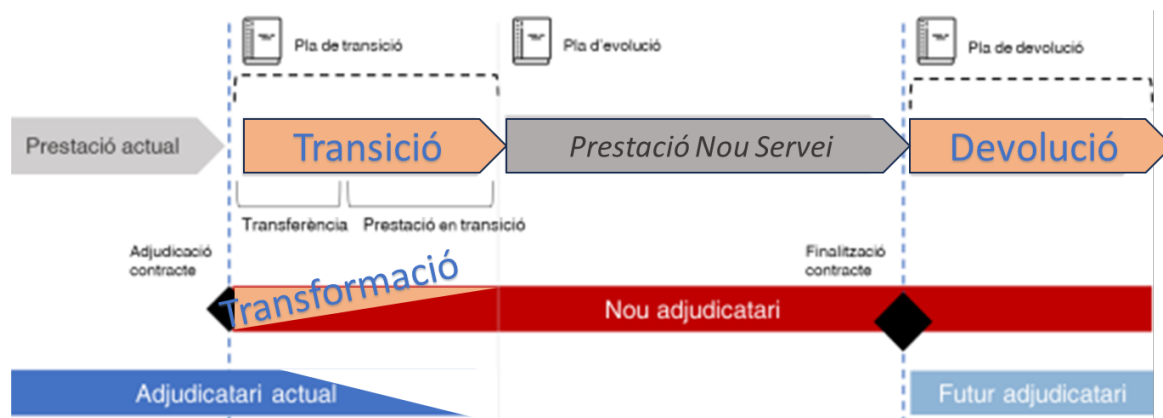 Pla de transició
Pla d'evolució
Pla de devolució
Prestació actual
Transició
Prestació Nou Servei
Devolució
Transferència
Prestació en transició
Adjudicació
contracte
Finalització
contracte
Transformació
Nou adjudicatari
Adjudicatari actual
Futur adjudicatari